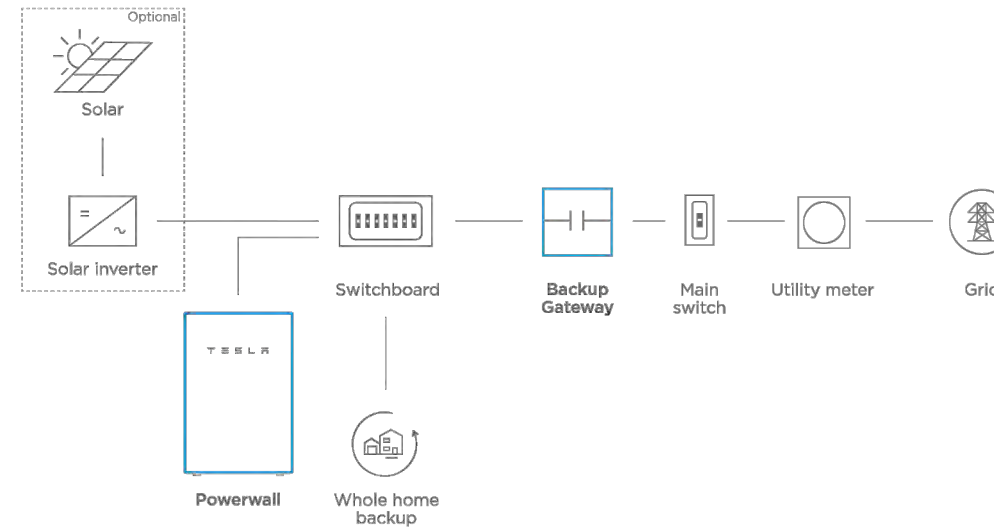 Optional
Solar
Solar inverter
TESLA
Powerwall
Switchboard
Whole home
backup
Backup
Gateway
Main
switch
Utility meter